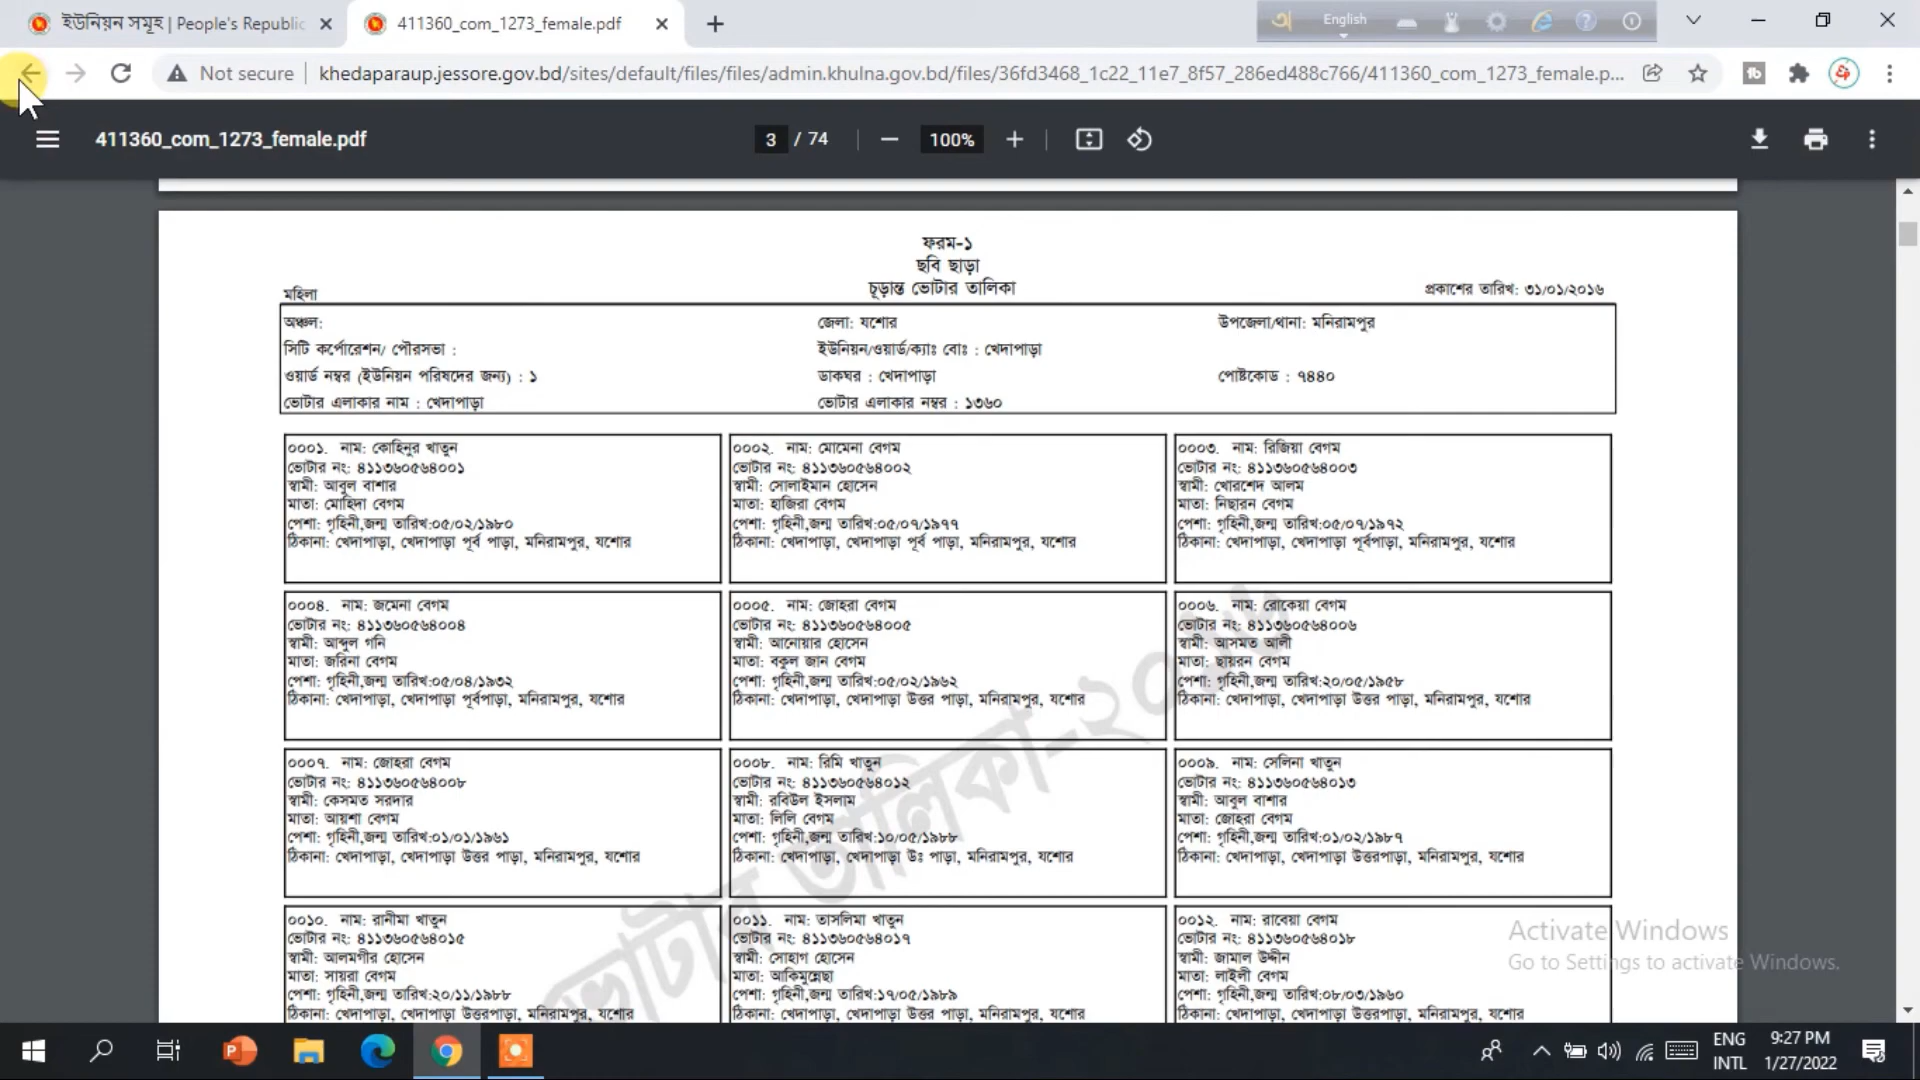 ইউনিয়ন সমূহ | People's Republic
411360_com_1273_female.pdf
English
Not secure
khedaparaup.jessore.gov.bd/sites/default/files/files/admin.khulna.gov.bd/files/36fd3468_1c22_11e7_8f57_286ed488c766/411360_com_1273_female.p...
411360_com_1273_female.pdf
3 / 74
100%
ফরম-১
ছবি ছাড়া
চূড়ান্ত ভোটার তালিকা
মহিলা
প্রকাশের তারিখ: ৩১/০১/২০১৬
অঞ্চল:
জেলা: যশোর
উপজেলা/থানা: মনিরামপুর
সিটি কর্পোরেশন/ পৌরসভা :
ইউনিয়ন/ওয়ার্ড/ক্যাঃ বোঃ : খেদাপাড়া
ওয়ার্ড নম্বর (ইউনিয়ন পরিষদের জন্য) : ১
ডাকঘর : খেদাপাড়া
পোষ্টকোড : ৭৪৪০
ভোটার এলাকার নাম : খেদাপাড়া
ভোটার এলাকার নম্বর : ১৩৬০
০০০১. নাম: কোহিনুর খাতুন
ভোটার নং: ৪১১৩৬০৫৬৪০০১
স্বামী: আবুল বাশার
মাতা: মোহিদা বেগম
পেশা: গৃহিনী,জন্ম তারিখ:০৫/০২/১৯৮০
ঠিকানা: খেদাপাড়া, খেদাপাড়া পূর্ব পাড়া, মনিরামপুর, যশোর
০০০২. নাম: মোমেনা বেগম
ভোটার নং: ৪১১৩৬০৫৬৪০০২
স্বামী: সোলাইমান হোসেন
মাতা: হাজিরা বেগম
পেশা: গৃহিনী,জন্ম তারিখ:০৫/০৭/১৯৭৭
ঠিকানা: খেদাপাড়া, খেদাপাড়া পূর্ব পাড়া, মনিরামপুর, যশোর
০০০৩. নাম: রিজিয়া বেগম
ভোটার নং: ৪১১৩৬০৫৬৪০০৩
স্বামী: খোরশেদ আলম
মাতা: নিছারন বেগম
পেশা: গৃহিনী,জন্ম তারিখ:০৫/০৭/১৯৭২
ঠিকানা: খেদাপাড়া, খেদাপাড়া পূর্বপাড়া, মনিরামপুর, যশোর
০০০৪. নাম: জমেনা বেগম
ভোটার নং: ৪১১৩৬০৫৬৪০০৪
স্বামী: আব্দুল গনি
মাতা: জরিনা বেগম
পেশা: গৃহিনী,জন্ম তারিখ:০৫/০৪/১৯৩২
ঠিকানা: খেদাপাড়া, খেদাপাড়া পূর্বপাড়া, মনিরামপুর, যশোর
০০০৫. নাম: জোহরা বেগম
ভোটার নং: ৪১১৩৬০৫৬৪০০৫
স্বামী: আনোয়ার হোসেন
মাতা: বকুল জান বেগম
পেশা: গৃহিনী,জন্ম তারিখ:০৫/০২/১৯৬২
ঠিকানা: খেদাপাড়া, খেদাপাড়া উত্তর পাড়া, মনিরামপুর, যশোর
০০০৬. নাম: রোকেয়া বেগম
ভোটার নং: ৪১১৩৬০৫৬৪০০৬
স্বামী: আসমত আলী
মাতা: ছায়রন বেগম
পেশা: গৃহিনী,জন্ম তারিখ:২০/০৫/১৯৫৮
ঠিকানা: খেদাপাড়া, খেদাপাড়া উত্তর পাড়া, মনিরামপুর, যশোর
০০০৭. নাম: জোহরা বেগম
ভোটার নং: ৪১১৩৬০৫৬৪০০৮
স্বামী: কেসমত সরদার
মাতা: আয়শা বেগম
পেশা: গৃহিনী,জন্ম তারিখ:০১/০১/১৯৬১
ঠিকানা: খেদাপাড়া, খেদাপাড়া উত্তর পাড়া, মনিরামপুর, যশোর
০০০৮. নাম: রিমি খাতুন
ভোটার নং: ৪১১৩৬০৫৬৪০১২
স্বামী: রবিউল ইসলাম
মাতা: লিলি বেগম
পেশা: গৃহিনী,জন্ম তারিখ:১০/০৫/১৯৮৮
ঠিকানা: খেদাপাড়া, খেদাপাড়া উঃ পাড়া, মনিরামপুর, যশোর
০০০৯. নাম: সেলিনা খাতুন
ভোটার নং: ৪১১৩৬০৫৬৪০১৩
স্বামী: আবুল বাশার
মাতা: জোহরা বেগম
পেশা: গৃহিনী,জন্ম তারিখ:০১/০২/১৯৮৭
ঠিকানা: খেদাপাড়া, খেদাপাড়া উত্তরপাড়া, মনিরামপুর, যশোর
০০১০. নাম: রানীমা খাতুন
ভোটার নং: ৪১১৩৬০৫৬৪০১৫
স্বামী: আলমগীর হোসেন
মাতা: সায়রা বেগম
পেশা: গৃহিনী,জন্ম তারিখ:২০/১১/১৯৮৮
ঠিকানা: খেদাপাড়া, খেদাপাড়া উত্তরপাড়া, মনিরামপুর, যশোর
০০১১. নাম: তাসলিমা খাতুন
ভোটার নং: ৪১১৩৬০৫৬৪০১৭
স্বামী: সোহাগ হোসেন
মাতা: আকিমুন্নেছা
পেশা: গৃহিনী,জন্ম তারিখ:১৭/০৫/১৯৮৯
ঠিকানা: খেদাপাড়া, খেদাপাড়া উত্তর পাড়া, মনিরামপুর, যশোর
০০১২. নাম: রাবেয়া বেগম
ভোটার নং: ৪১১৩৬০৫৬৪০১৮
স্বামী: জামাল উদ্দীন
মাতা: লাইলী বেগম
পেশা: গৃহিনী,জন্ম তারিখ:০৮/০৩/১৯৬০
ঠিকানা: খেদাপাড়া, খেদাপাড়া উত্তরপাড়া, মনিরামপুর, যশোর
ভোটার তালিকা-২০১৬
Activate Windows
Go to Settings to activate Windows.
ENG
INTL
9:27 PM
1/27/2022